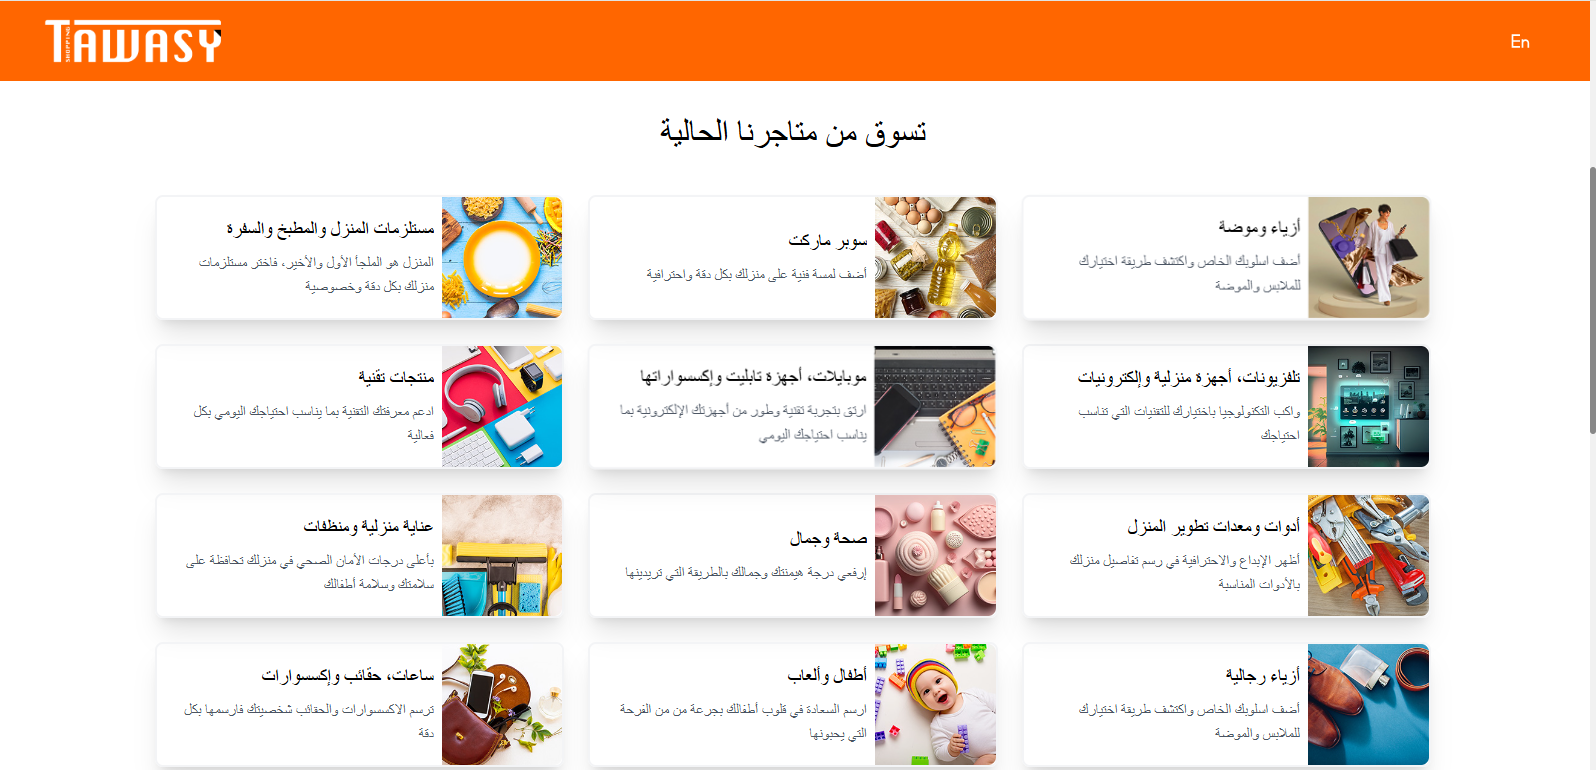 TAWASY
SHOPPING
En
تسوق من متاجرنا الحالية
أزياء وموضة
أضف اسلوبك الخاص واكتشف طريقة اختيارك
للملابس والموضة
سوبر ماركت
أضف لمسة فنية على منزلك بكل دقة واحترافية
مستلزمات المنزل والمطبخ والسفرة
المنزل هو الملجأ الأول والأخير، فاختر مستلزمات
منزلك بكل دقة وخصوصية
تلفزيونات، أجهزة منزلية وإلكترونيات
واكب التكنولوجيا باختيارك للتقنيات التي تناسب
احتياجك
موبايلات، أجهزة تابليت وإكسسواراتها
ارتق بتجربة تقنية وطور من أجهزتك الإلكترونية بما
يناسب احتياجك اليومي
منتجات تقنية
ادعم معرفتك التقنية بما يناسب احتياجك اليومي بكل
فعالية
أدوات ومعدات تطوير المنزل
أظهر الإبداع والاحترافية في رسم تفاصيل منزلك
بالأدوات المناسبة
صحة وجمال
إرفعي درجة هيمنتك وجمالك بالطريقة التي تريدينها
عناية منزلية ومنظفات
بأعلى درجات الأمان الصحي في منزلك تحافظة على
سلامتك وسلامة أطفالك
أزياء رجالية
أضف اسلوبك الخاص واكتشف طريقة اختيارك
للملابس والموضة
أطفال وألعاب
ارسم السعادة في قلوب أطفالك بجرعة من من الفرحة
التي يحبونها
ساعات، حقائب وإكسسوارات
ترسم الاكسسوارات والحقائب شخصيتك فارسمها بكل
دقة